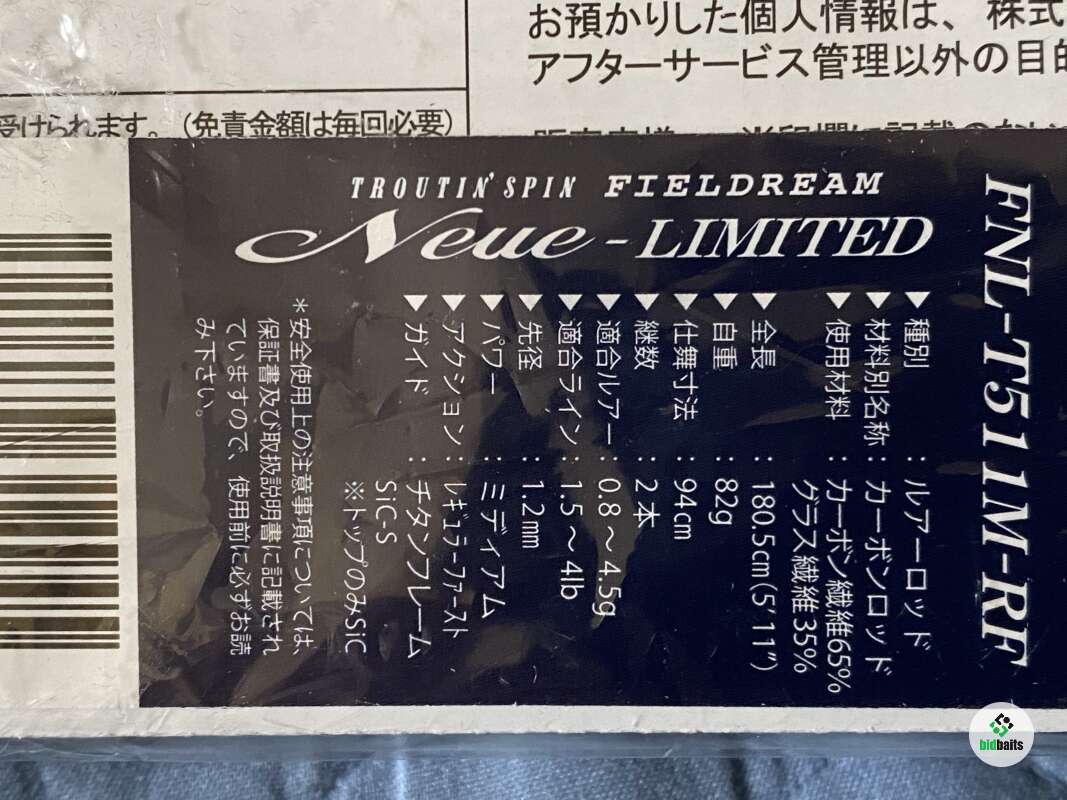 お預かりした個人情報は、株式
アフターサービス管理以外の目的
受けられます。(免責金額は毎回必要)
TROUTIN' SPIN FIELDREAM
Neue-LIMITED
FNL-T511M-RF
▼種別:ルアーロッド
▼材料別名称:カーボンロッド
▼使用材料:カーボン繊維65%
グラス繊維35%
▼全長:180.5cm(5'11")
▼自重:82g
▼仕舞寸法:94cm
▼継数:2本
▼適合ルアー:0.8～4.5g
▼適合ライン:1.5～4lb
▼先径:1.2mm
▼パワー:ミディアム
▼アクション:レギュラーファースト
▼ガイド:チタンフレーム
SiC-S
※トップのみSiC
*安全使用上の注意事項については、
保証書及び取扱説明書に記載され
ていますので、使用前に必ずお読
み下さい。
bidbaits